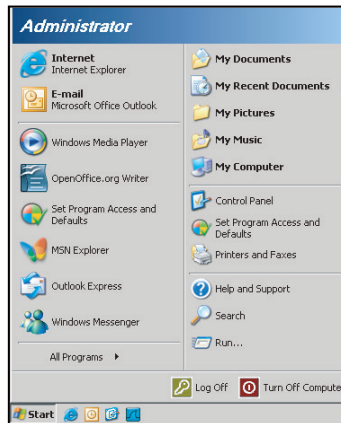 Administrator
Internet
Internet Explorer
E-mail
Microsoft Office Outlook
Windows Media Player
OpenOffice.org Writer
Set Program Access and
Defaults
MSN Explorer
Outlook Express
Windows Messenger
All Programs
My Documents
My Recent Documents
My Pictures
My Music
My Computer
Control Panel
Set Program Access and
Defaults
Printers and Faxes
Help and Support
Search
Run...
Log Off
Turn Off Compute
Start